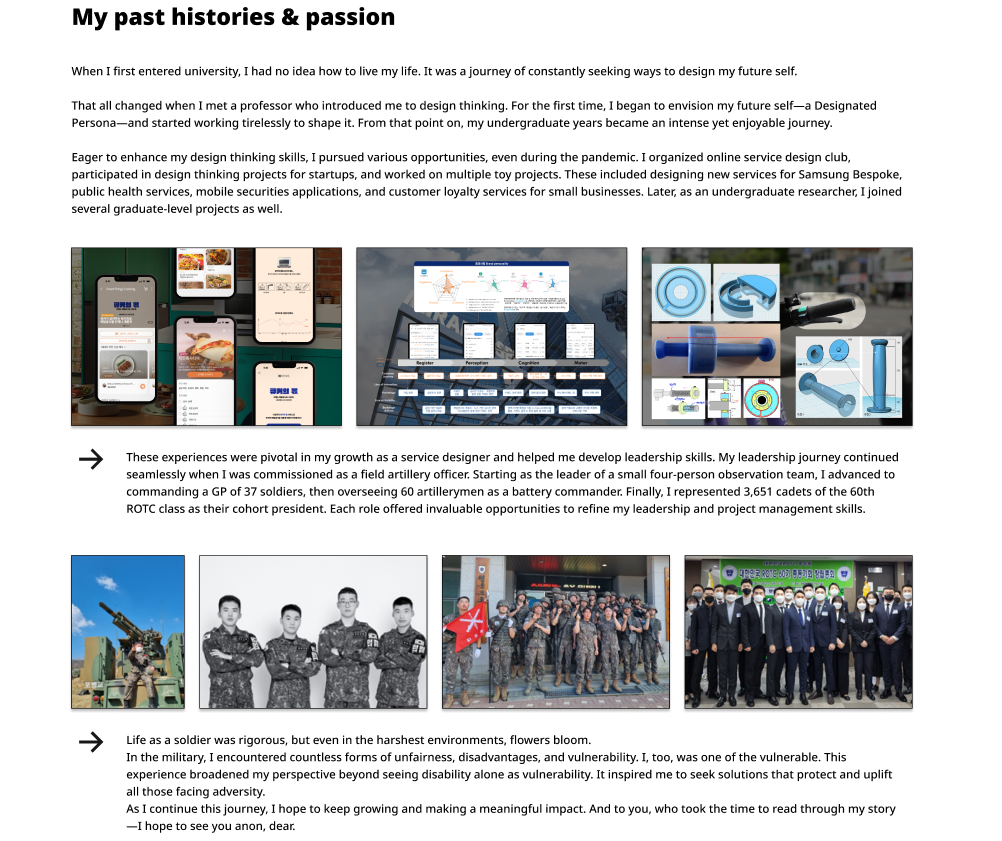 My past histories & passion
When I first entered university, I had no idea how to live my life. It was a journey of constantly seeking ways to design my future self.
That all changed when I met a professor who introduced me to design thinking. For the first time, I began to envision my future self—a Designated
Persona—and started working tirelessly to shape it. From that point on, my undergraduate years became an intense yet enjoyable journey.
Eager to enhance my design thinking skills, I pursued various opportunities, even during the pandemic. I organized online service design club,
participated in design thinking projects for startups, and worked on multiple toy projects. These included designing new services for Samsung Bespoke,
public health services, mobile securities applications, and customer loyalty services for small businesses. Later, as an undergraduate researcher, I joined
several graduate-level projects as well.
Register Perception Cognition Motor
These experiences were pivotal in my growth as a service designer and helped me develop leadership skills. My leadership journey continued
seamlessly when I was commissioned as a field artillery officer. Starting as the leader of a small four-person observation team, I advanced to
commanding a GP of 37 soldiers, then overseeing 60 artillerymen as a battery commander. Finally, I represented 3,651 cadets of the 60th
ROTC class as their cohort president. Each role offered invaluable opportunities to refine my leadership and project management skills.
Life as a soldier was rigorous, but even in the harshest environments, flowers bloom.
In the military, I encountered countless forms of unfairness, disadvantages, and vulnerability. I, too, was one of the vulnerable. This
experience broadened my perspective beyond seeing disability alone as vulnerability. It inspired me to seek solutions that protect and uplift
all those facing adversity.
As I continue this journey, I hope to keep growing and making a meaningful impact. And to you, who took the time to read through my story
—I hope to see you anon, dear.